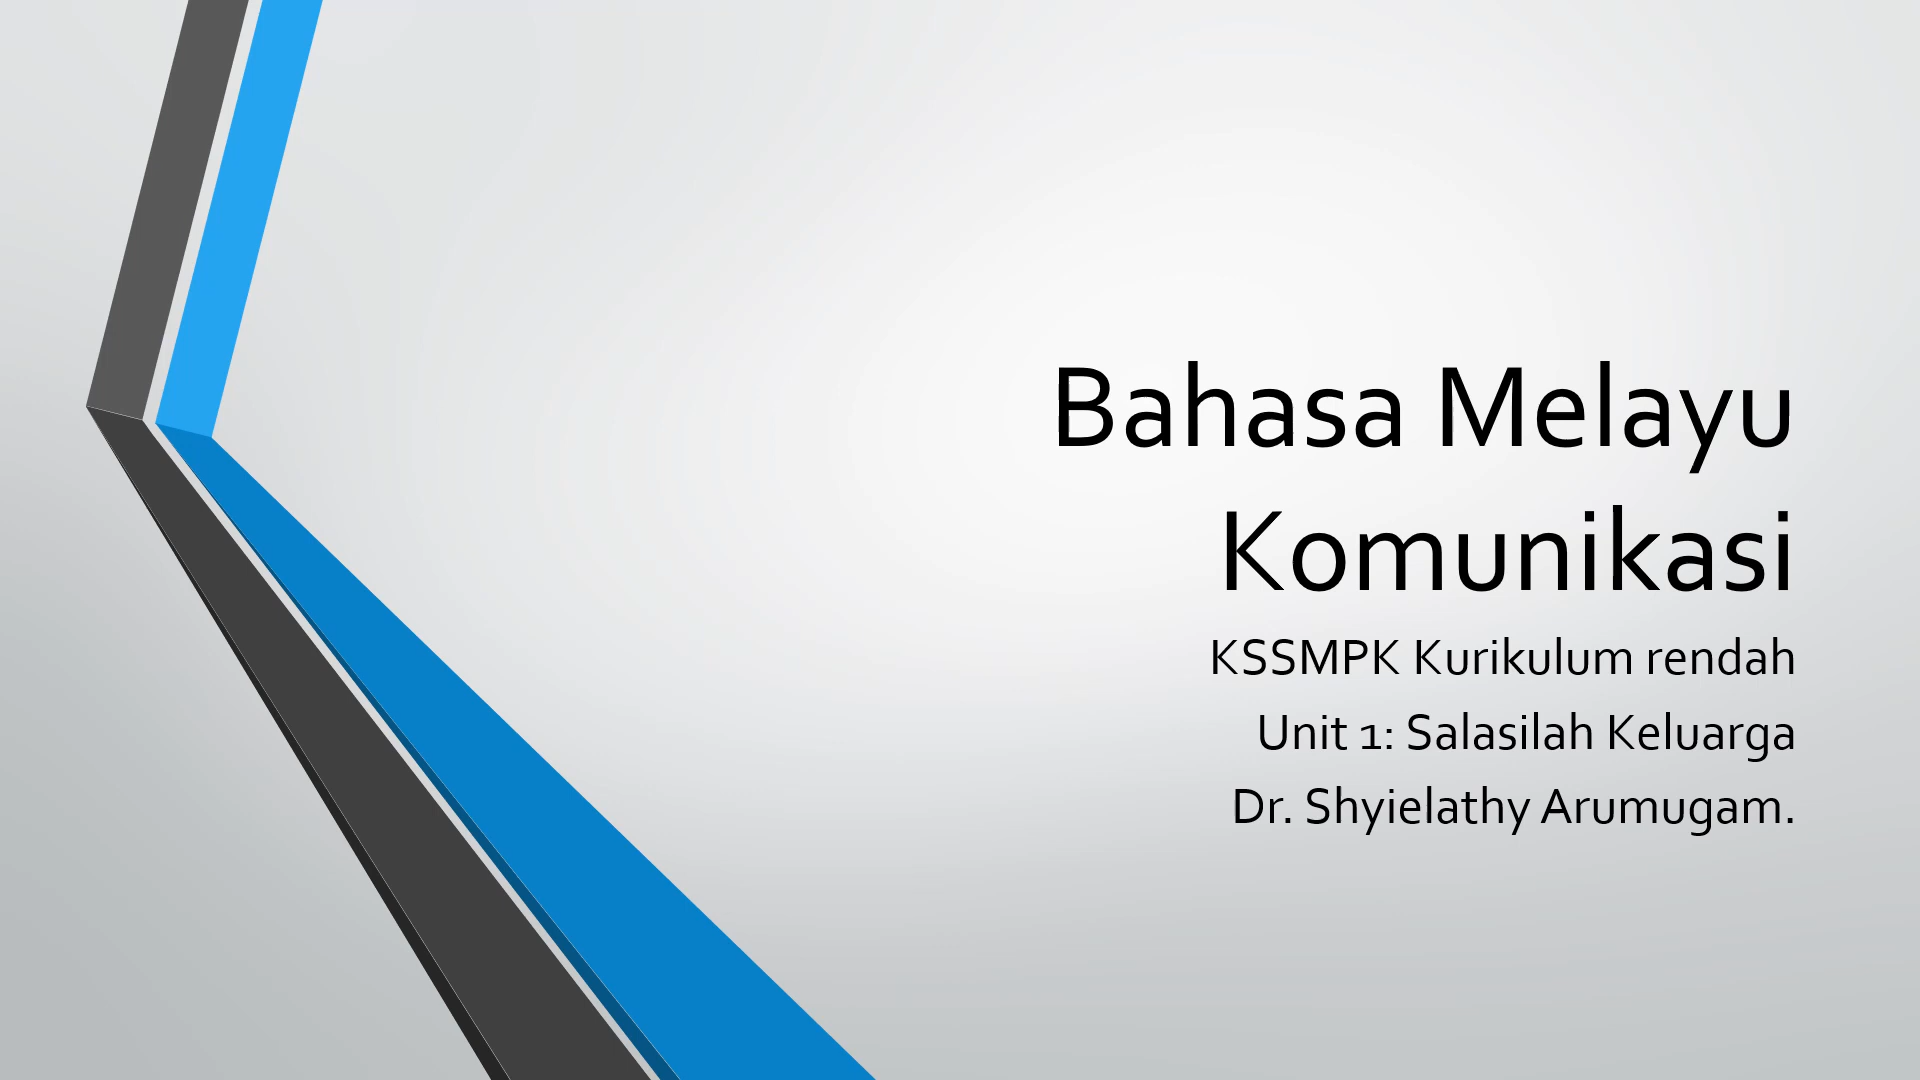 Bahasa Melayu
Komunikasi
KSSMPK Kurikulum rendah
Unit 1: Salasilah Keluarga
Dr. Shyielathy Arumugam.